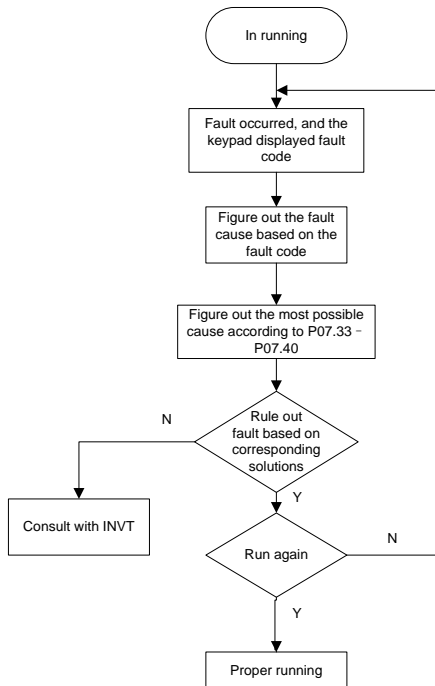 In running
Fault occurred, and the
keypad displayed fault
code
Figure out the fault
cause based on the
fault code
Figure out the most possible
cause according to P07.33﹣
P07.40
N
Rule out
fault based on
corresponding
solutions
Y
Consult with INVT
Run again
N
Y
Proper running